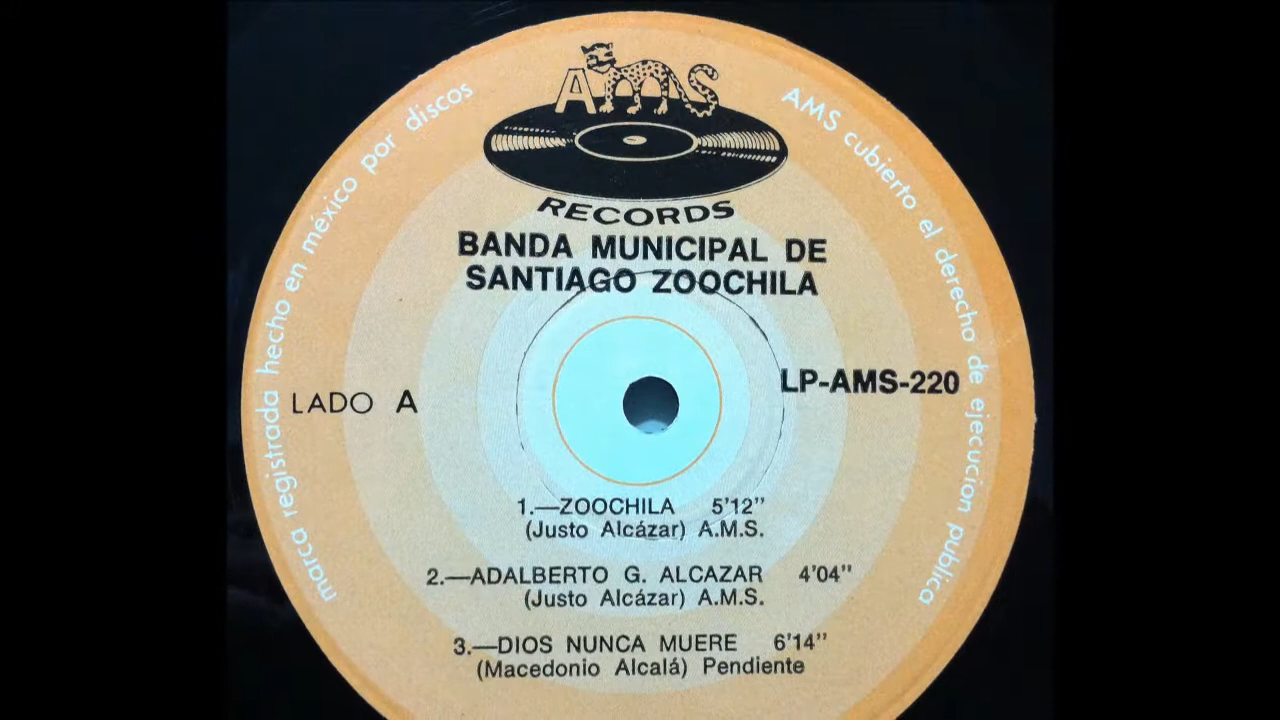 AMS
RECORDS
BANDA MUNICIPAL DE
SANTIAGO ZOOCHILA
LADO A
LP-AMS-220
1.—ZOOCHILA 5'12"
(Justo Alcázar) A.M.S.
2.—ADALBERTO G. ALCAZAR 4'04"
(Justo Alcázar) A.M.S.
3.—DIOS NUNCA MUERE 6'14"
(Macedonio Alcalá) Pendiente
marca registrada hecho en méxico por discos
AMS cubierto el derecho de ejecucion publica